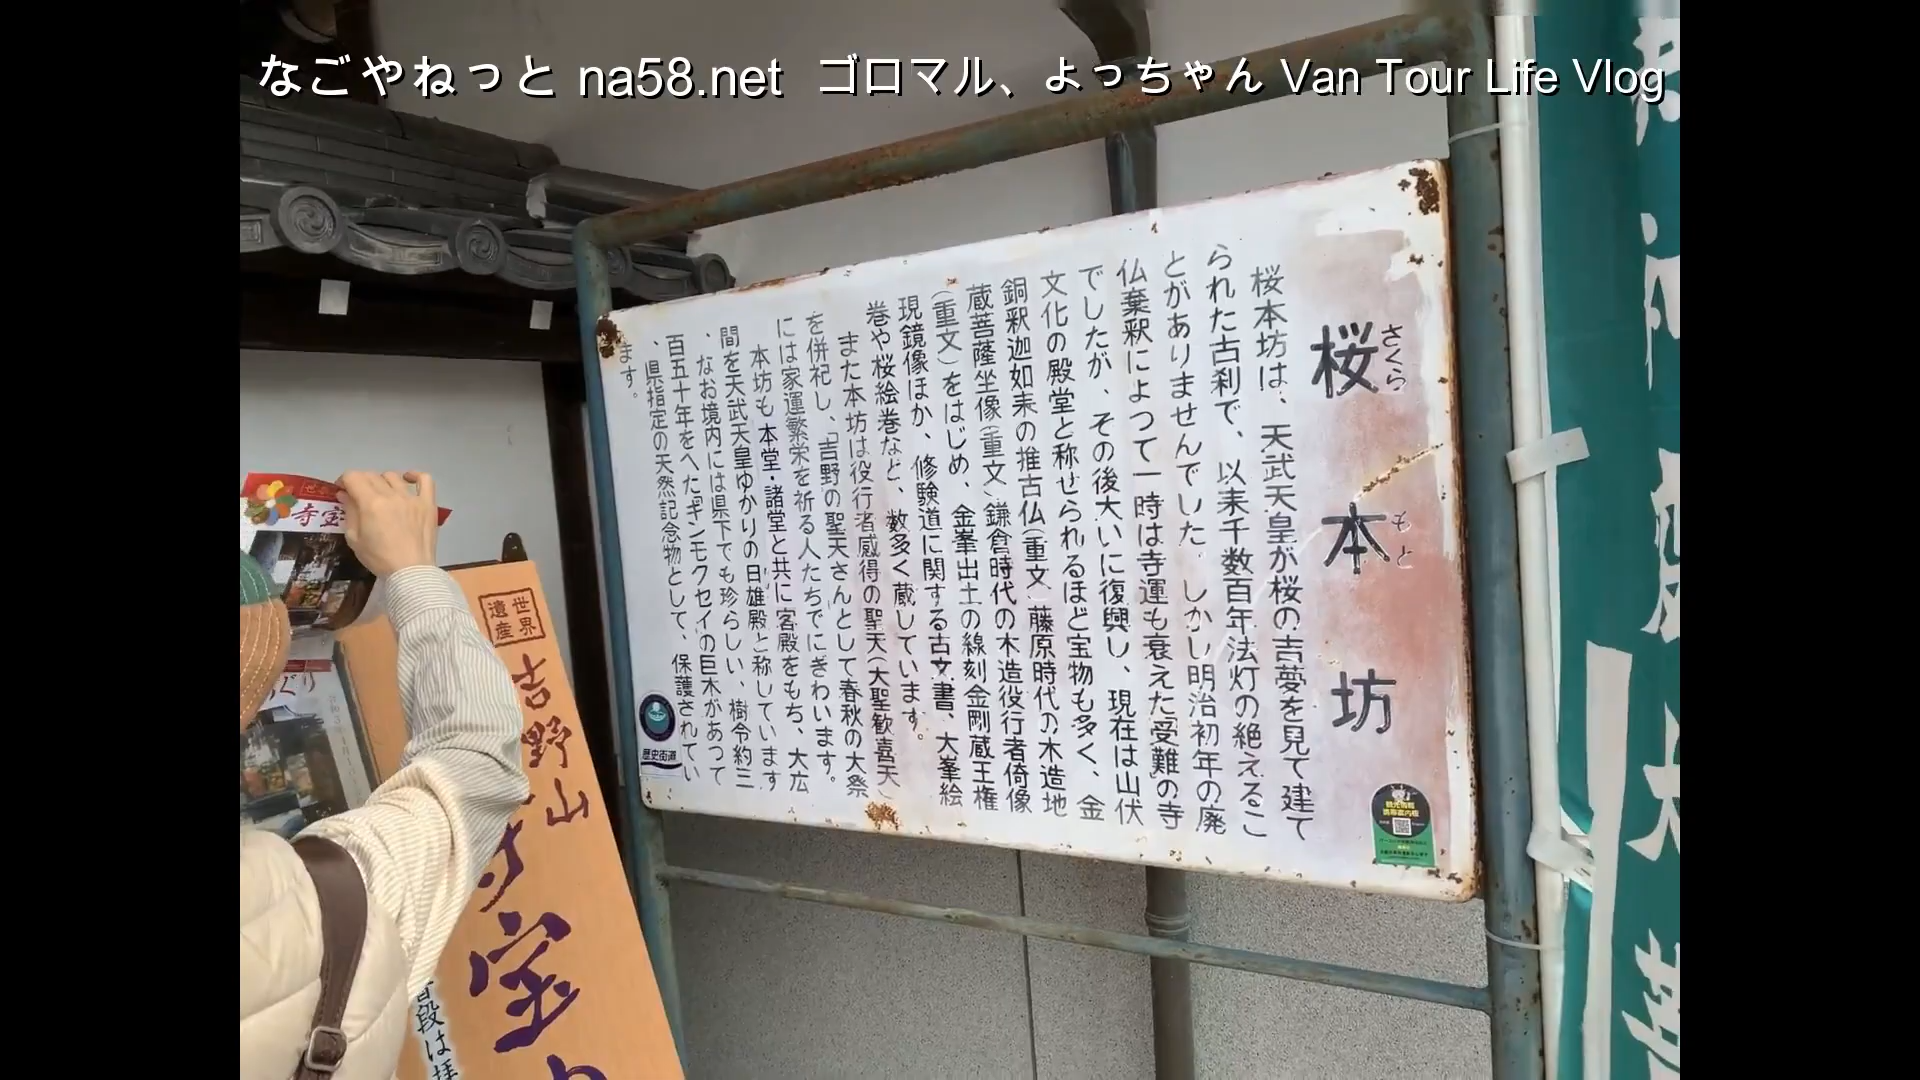 なごやねっと na58.net ゴロマル、よっちゃん Van Tour Life Vlog
桜本坊
さくら
もと
桜本坊は、天武天皇が桜の吉夢を見て建て
られた古刹で、以来千数百年法灯の絶えるこ
とがありませんでした。しかし明治初年の廃
仏棄釈によつて一時は寺運も衰えた受難の寺
でしたが、その後大いに復興し、現在は山伏
文化の殿堂と称せられるほど宝物も多く、金
銅釈迦如来の推古仏(重文)藤原時代の木造地
蔵菩薩坐像(重文)鎌倉時代の木造役行者倚像
(重文)をはじめ、金峯出土の線刻金剛蔵王権
現鏡像ほか、修験道に関する古文書、大峯絵
巻や桜絵巻など、数多く蔵しています。
また本坊は役行者感得の聖天(大聖歓喜天)
を併祀し、「吉野の聖天さんとして春秋の大祭
には家運繁栄を祈る人たちでにぎわいます。
本坊も本堂・諸堂と共に客殿をもち、大広
間を天武天皇ゆかりの日雄殿と称しています
、なお境内には県下でも珍らしい、樹令約三
百五十年をへたギンモクセイの巨木があって
、県指定の天然記念物として、保護されてい
ます。
歴史街道
世界
遺産
吉野山
宝
普段は拝
寺宝
めぐり